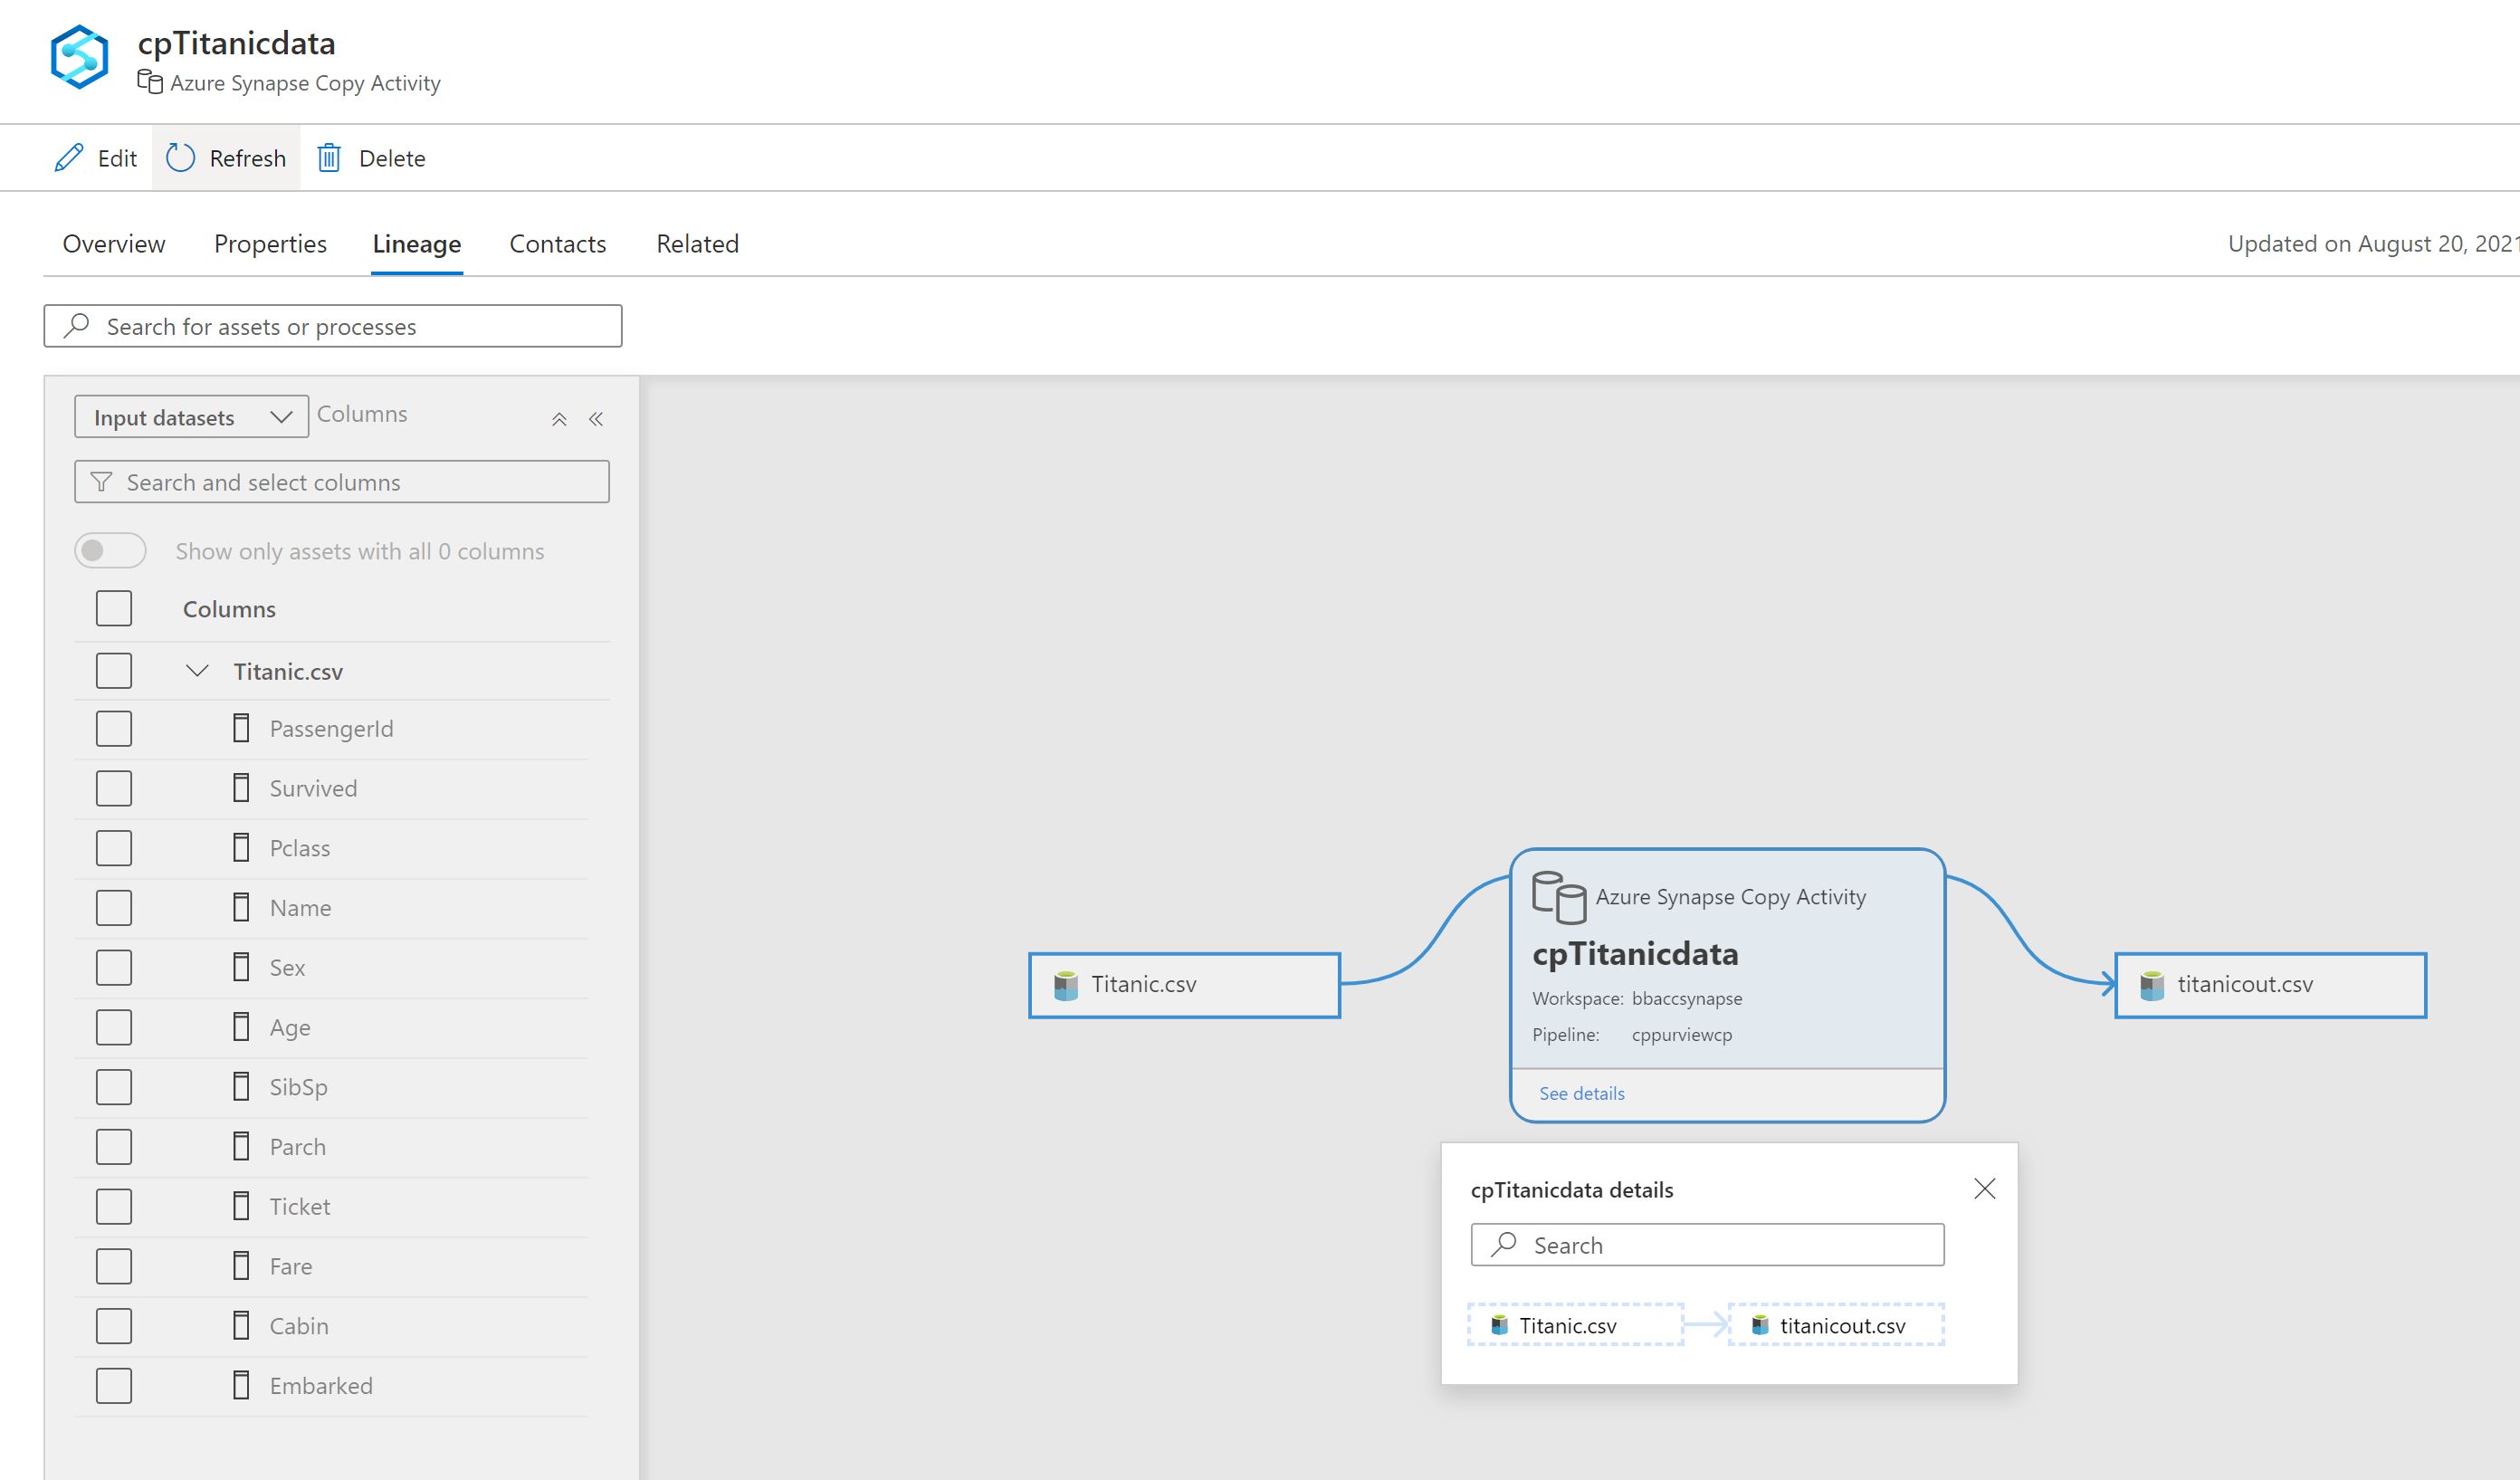 cpTitanicdata
Azure Synapse Copy Activity
Edit Refresh Delete
Overview Properties Lineage Contacts Related Updated on August 20, 2021
Search for assets or processes
Input datasets Columns
Search and select columns
Show only assets with all 0 columns
Columns
Titanic.csv
PassengerId
Survived
Pclass
Name
Sex
Age
SibSp
Parch
Ticket
Fare
Cabin
Embarked
Titanic.csv
Azure Synapse Copy Activity
cpTitanicdata
Workspace: bbaccsynapse
Pipeline: cppurviewcp
See details
titanicout.csv
cpTitanicdata details
Search
Titanic.csv titanicout.csv